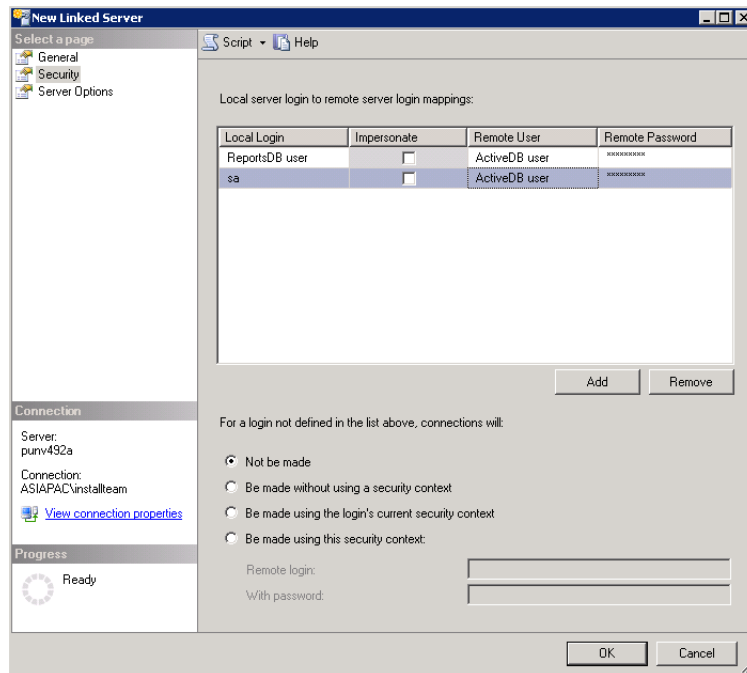 New Linked Server
Select a page
General
Security
Server Options
Script Help
Local server login to remote server login mappings:
Local Login Impersonate Remote User Remote Password
ReportsDB user ActiveDB user *********
sa ActiveDB user *********
Add Remove
For a login not defined in the list above, connections will:
Not be made
Be made without using a security context
Be made using the login's current security context
Be made using this security context:
Remote login:
With password:
Connection
Server:
punv492a
Connection:
ASIAPAC\installteam
View connection properties
Progress
Ready
OK Cancel